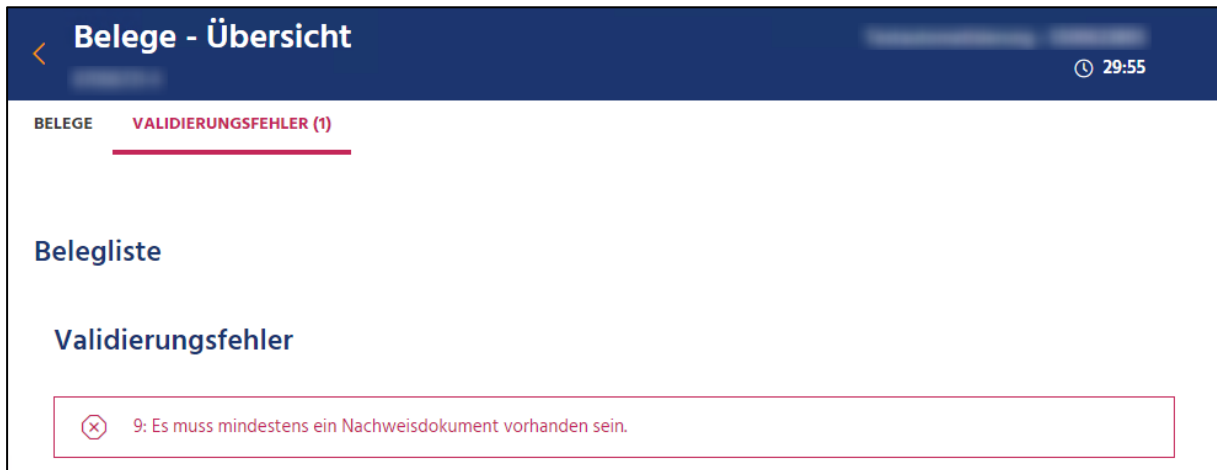 Belege - Übersicht
29:55
BELEGE VALIDIERUNGSFEHLER (1)
Belegliste
Validierungsfehler
9: Es muss mindestens ein Nachweisdokument vorhanden sein.